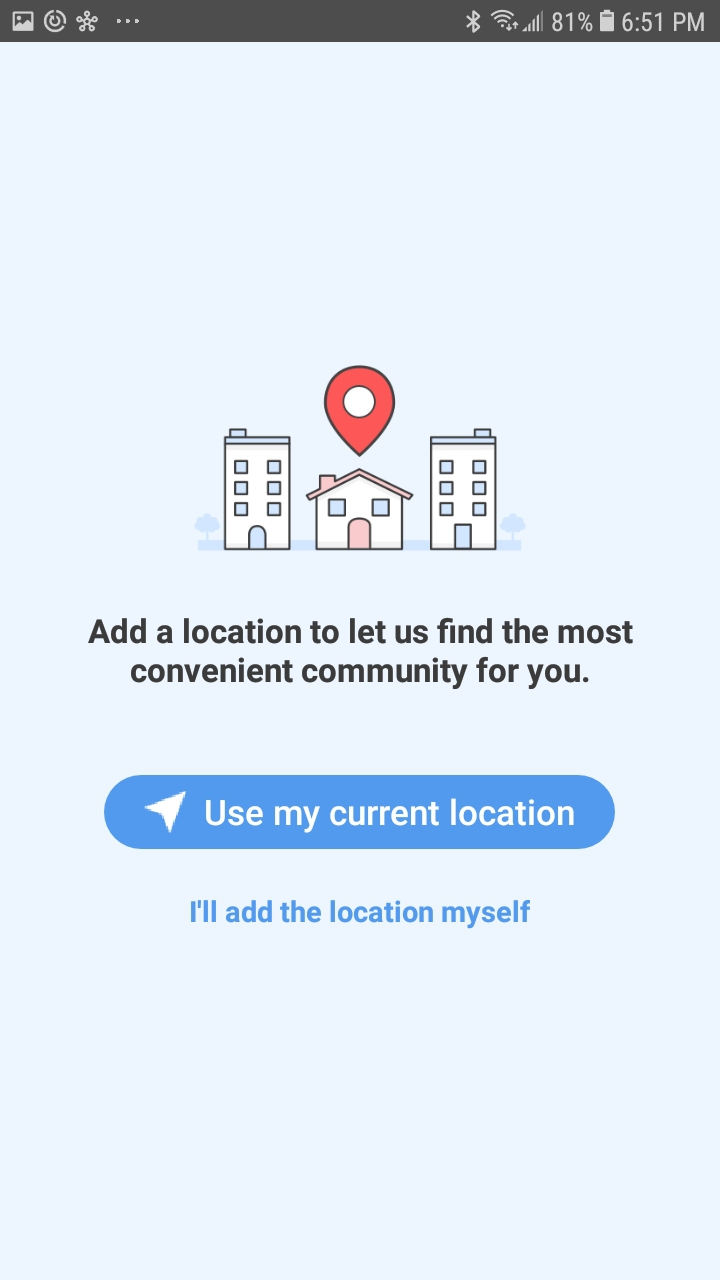 81% 6:51 PM
Add a location to let us find the most
convenient community for you.
Use my current location
I'll add the location myself